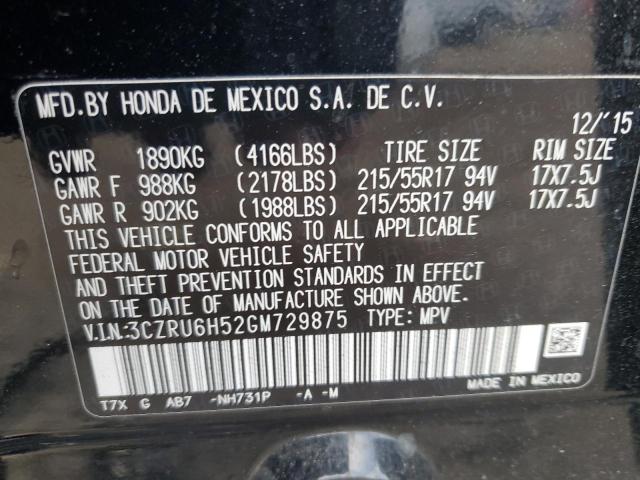 MFD.BY HONDA DE MEXICO S.A. DE C.V.
12/'15
GVWR 1890KG (4166LBS) TIRE SIZE RIM SIZE
GAWR F 988KG (2178LBS) 215/55R17 94V 17X7.5J
GAWR R 902KG (1988LBS) 215/55R17 94V 17X7.5J
THIS VEHICLE CONFORMS TO ALL APPLICABLE
FEDERAL MOTOR VEHICLE SAFETY
AND THEFT PREVENTION STANDARDS IN EFFECT
ON THE DATE OF MANUFACTURE SHOWN ABOVE.
V.I.N.:3CZRU6H52GM729875 TYPE: MPV
T7X G AB7 -NH731P -A -M MADE IN MEXICO